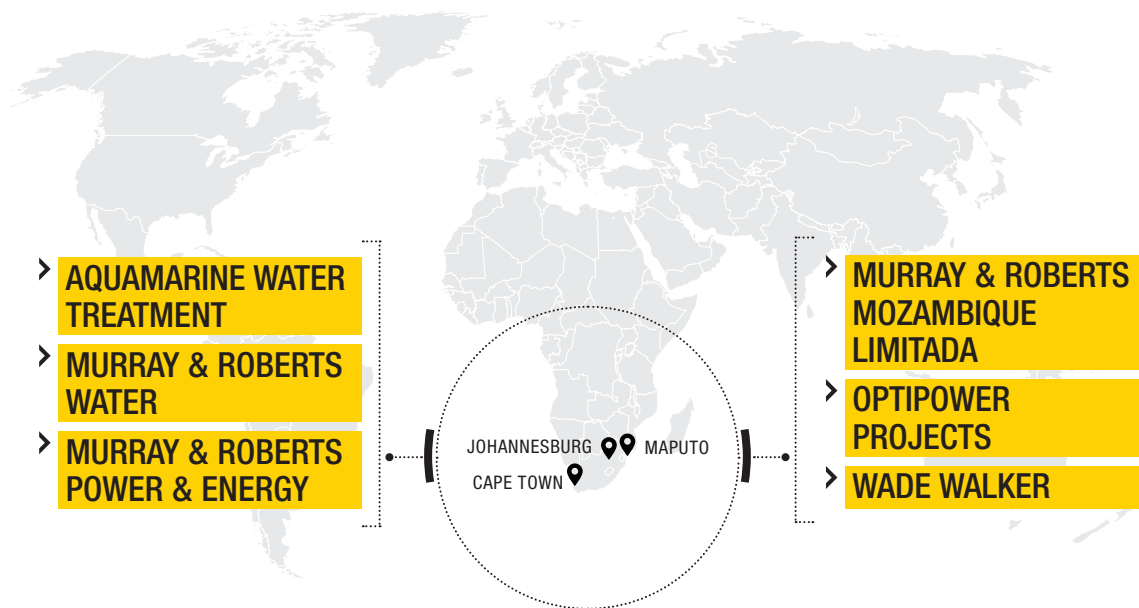 AQUAMARINE WATER
TREATMENT
MURRAY & ROBERTS
WATER
MURRAY & ROBERTS
POWER & ENERGY
JOHANNESBURG
MAPUTO
CAPE TOWN
MURRAY & ROBERTS
MOZAMBIQUE
LIMITADA
OPTIPOWER
PROJECTS
WADE WALKER